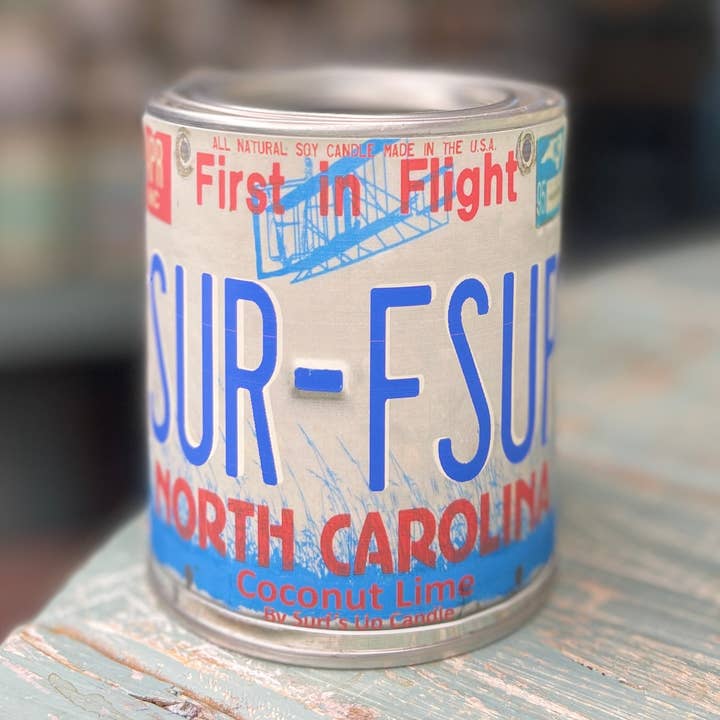 ALL NATURAL SOY CANDLE MADE IN THE U.S.A.
First in Flight
SUR-FSUR
NORTH CAROLINA
Coconut Lime
By Surf's Up Candle